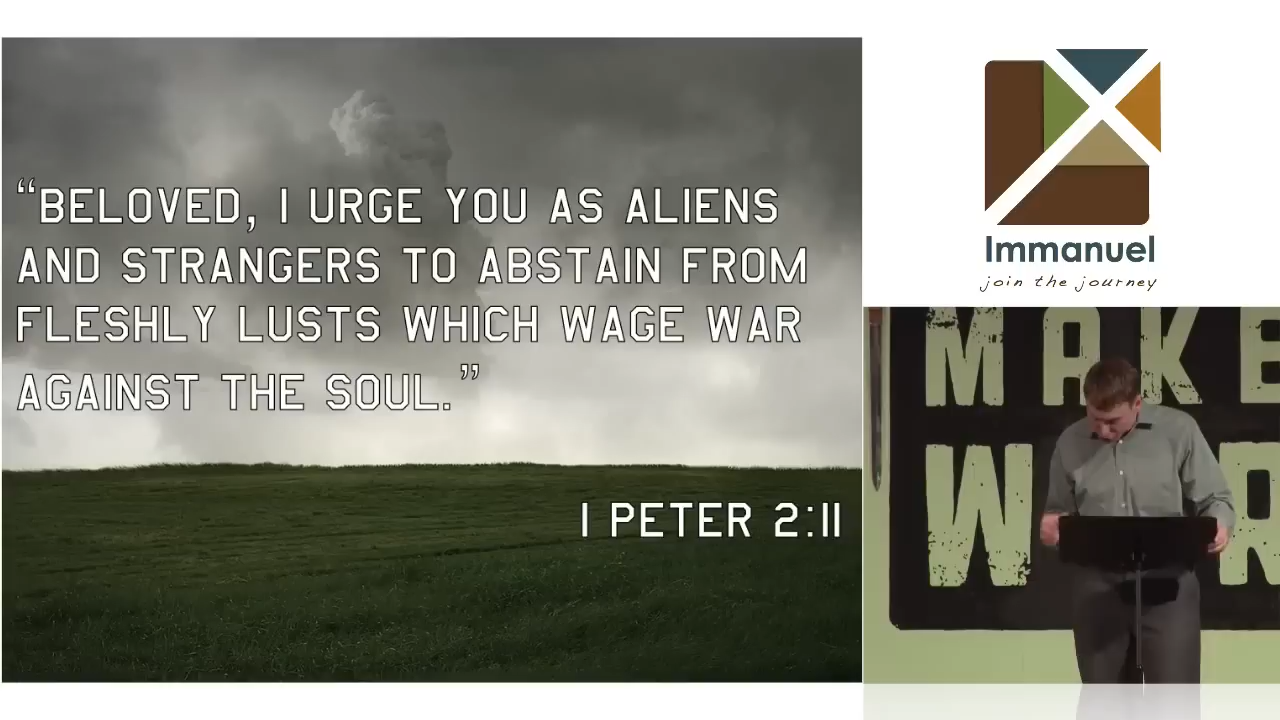 “BELOVED, I URGE YOU AS ALIENS
AND STRANGERS TO ABSTAIN FROM
FLESHLY LUSTS WHICH WAGE WAR
AGAINST THE SOUL.”
I PETER 2:11
Immanuel
join the journey
MAKE
W R